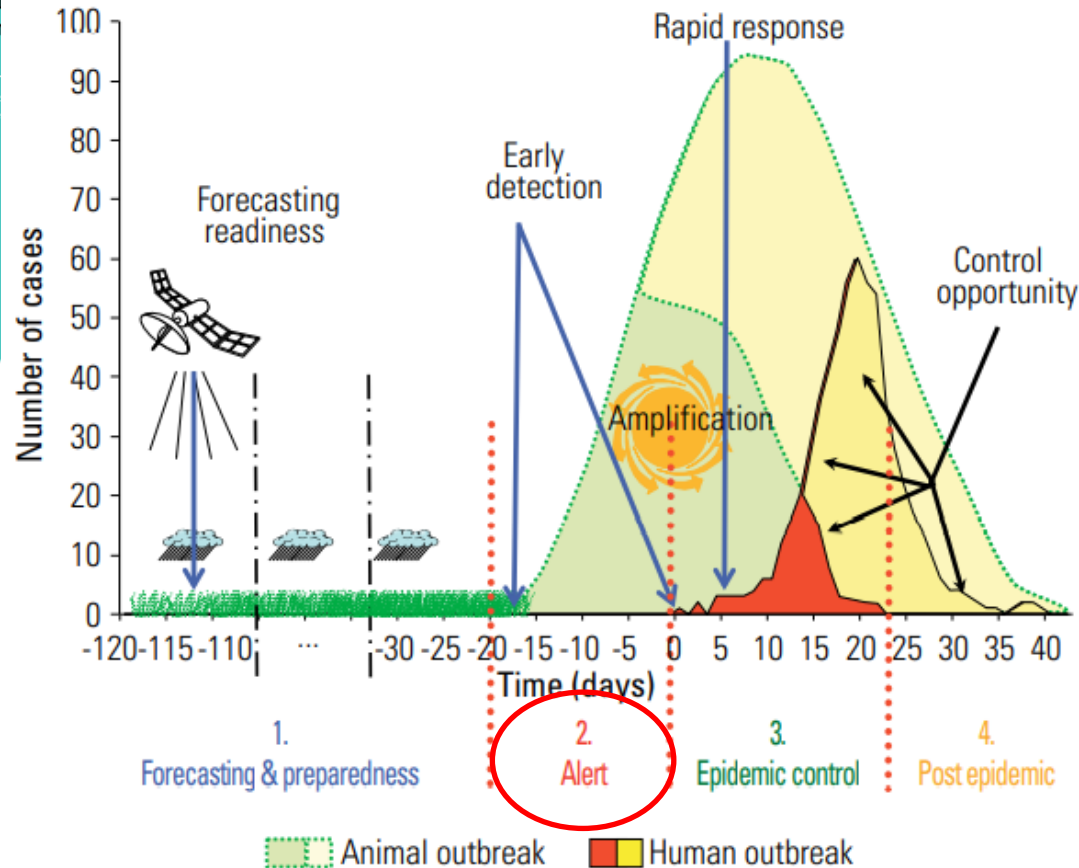 100
Rapid response
90
80
Early
detection
70
Forecasting
readiness
60
Control
opportunity
50
40
Amplification
30
20
10
0
Number of cases
-120 -115 -110 ... -30 -25 -20 -15 -10 -5 0 5 10 15 20 25 30 35 40
Time (days)
1. 2. 3. 4.
Forecasting & preparedness Alert Epidemic control Post epidemic
Animal outbreak Human outbreak